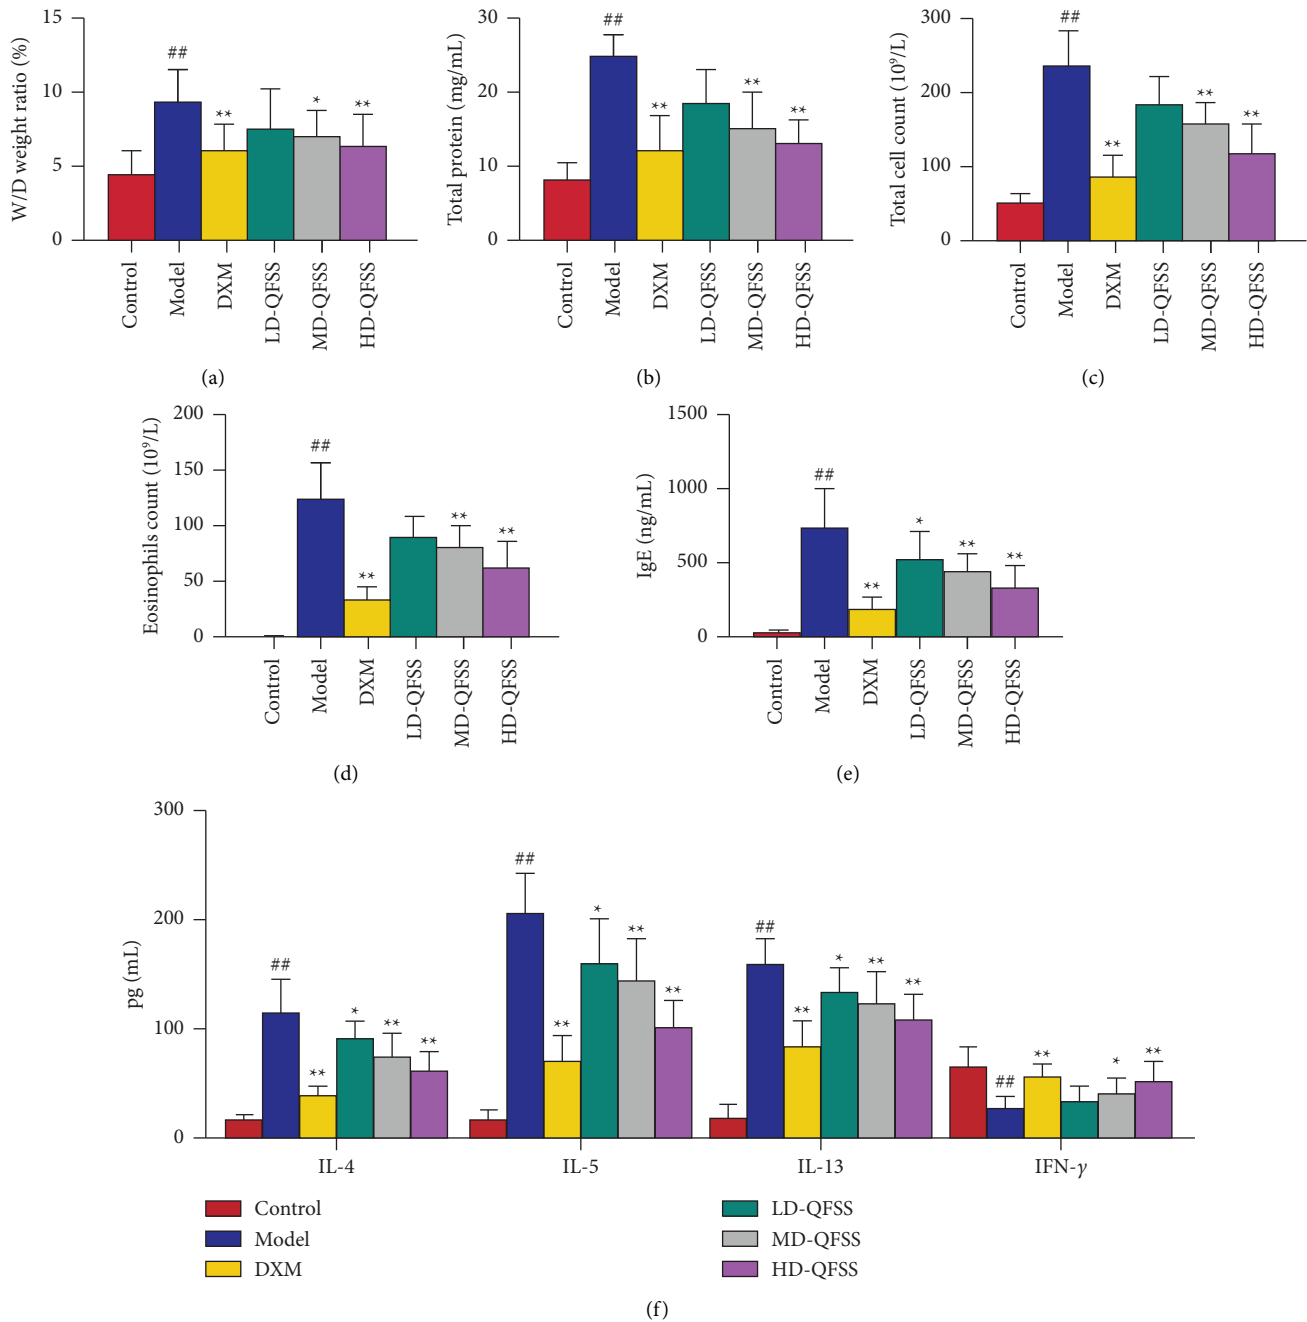 W/D weight ratio (%)
15
10
5
0
##
**
*
**
Control
Model
DXM
LD-QFSS
MD-QFSS
HD-QFSS
(a)
Total protein (mg/mL)
30
20
10
0
##
**
**
**
Control
Model
DXM
LD-QFSS
MD-QFSS
HD-QFSS
(b)
Total cell count (10⁹/L)
300
200
100
0
##
**
**
**
Control
Model
DXM
LD-QFSS
MD-QFSS
HD-QFSS
(c)
Eosinophils count (10⁹/L)
200
150
100
50
0
##
**
**
**
Control
Model
DXM
LD-QFSS
MD-QFSS
HD-QFSS
(d)
IgE (ng/mL)
1500
1000
500
0
##
**
*
**
**
Control
Model
DXM
LD-QFSS
MD-QFSS
HD-QFSS
(e)
pg (mL)
300
200
100
0
##
**
*
**
**
##
**
*
**
**
##
**
*
**
**
##
**
*
**
IL-4
IL-5
IL-13
IFN-γ
Control
Model
DXM
LD-QFSS
MD-QFSS
HD-QFSS
(f)